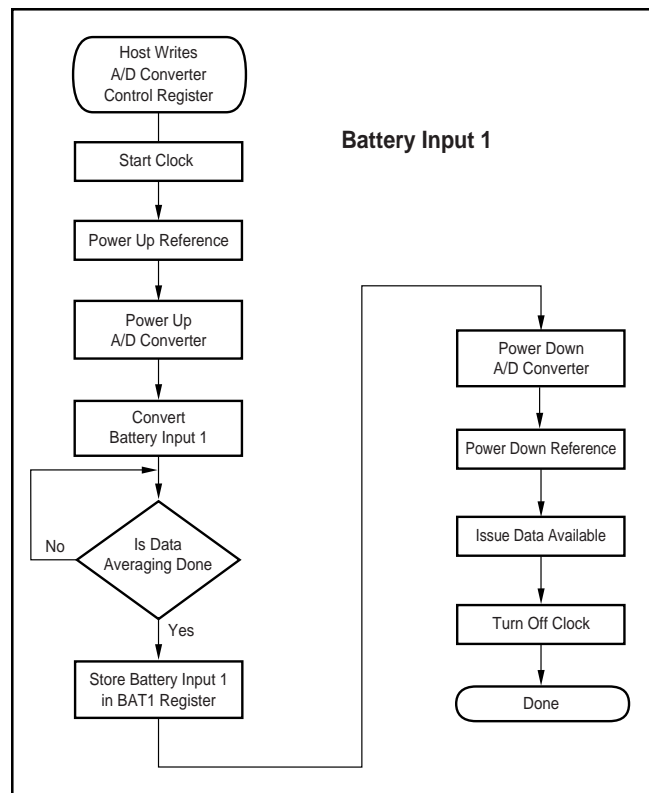 Host Writes
A/D Converter
Control Register
Battery Input 1
Start Clock
Power Up Reference
Power Up
A/D Converter
Convert
Battery Input 1
No
Is Data
Averaging Done
Yes
Store Battery Input 1
in BAT1 Register
Power Down
A/D Converter
Power Down Reference
Issue Data Available
Turn Off Clock
Done